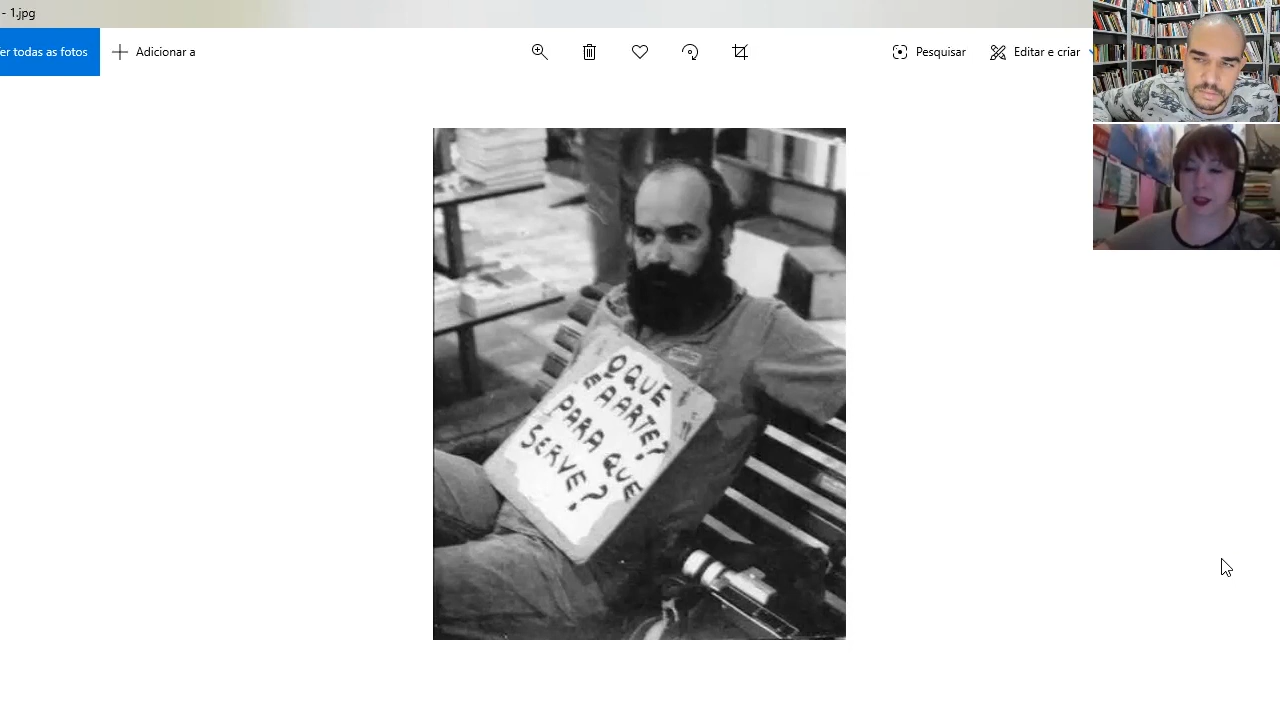 - 1.jpg
er todas as fotos
Adicionar a
Pesquisar
Editar e criar
O QUE
É A ARTE?
PARA QUE
SERVE?